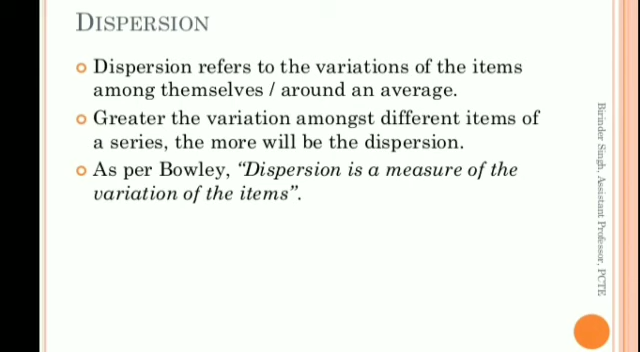 DISPERSION
Dispersion refers to the variations of the items
among themselves / around an average.
Greater the variation amongst different items of
a series, the more will be the dispersion.
As per Bowley, “Dispersion is a measure of the
variation of the items”.
Birinder Singh, Assistant Professor, PCTE